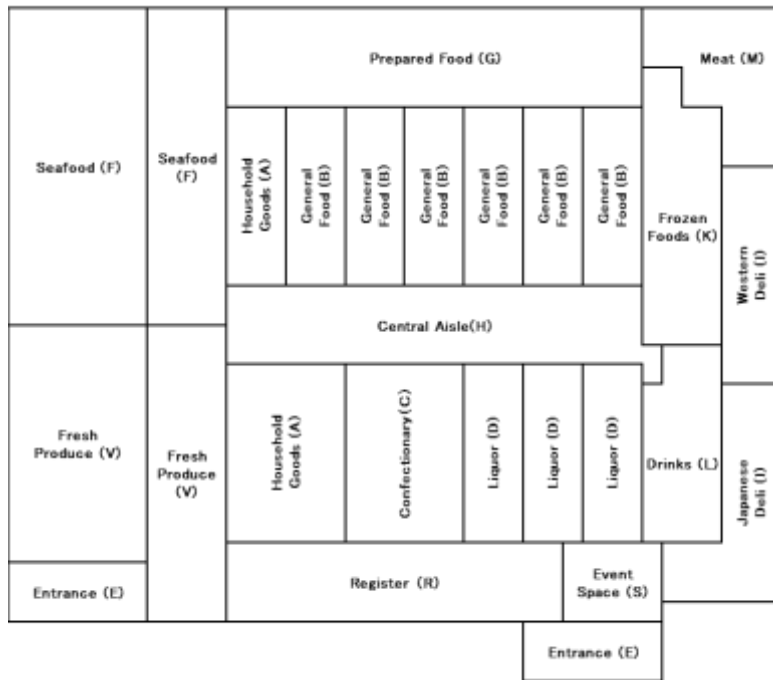 Prepared Food (G)
Meat (M)
Seafood (F)
Seafood
(F)
Household
Goods (A)
General
Food (B)
General
Food (B)
General
Food (B)
General
Food (B)
General
Food (B)
General
Food (B)
Frozen
Foods (K)
Western
Deli (I)
Central Aisle(H)
Fresh
Produce (V)
Fresh
Produce
(V)
Household
Goods (A)
Confectionary(C)
Liquor (D)
Liquor (D)
Liquor (D)
Drinks (L)
Japanese
Deli (I)
Entrance (E)
Register (R)
Event
Space (S)
Entrance (E)